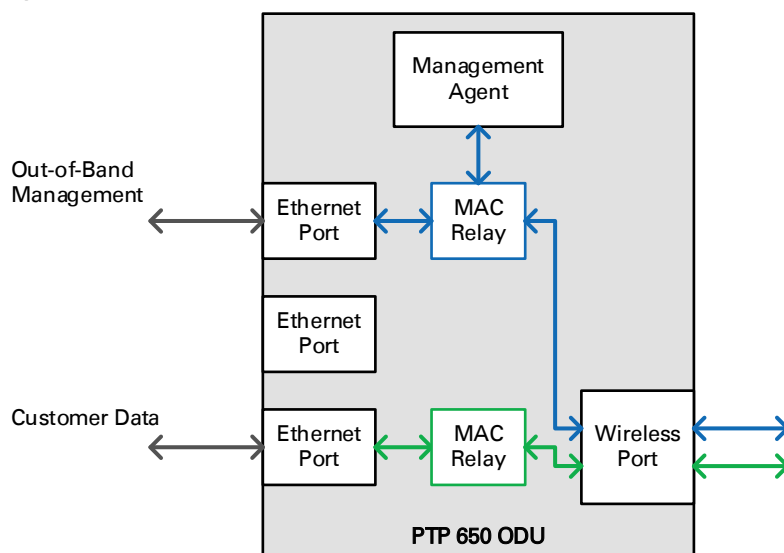 Management
Agent
Out-of-Band
Management
Ethernet
Port
MAC
Relay
Ethernet
Port
Customer Data
Ethernet
Port
MAC
Relay
Wireless
Port
PTP 650 ODU